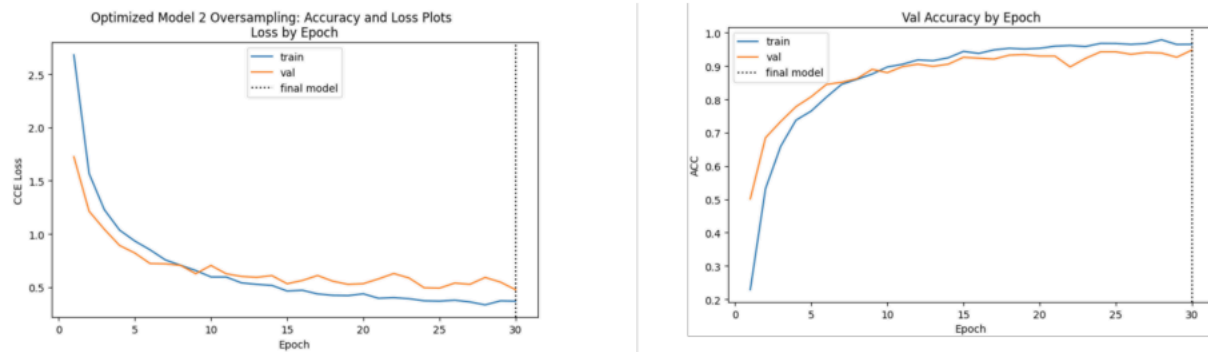 Optimized Model 2 Oversampling: Accuracy and Loss Plots
Loss by Epoch
train
val
final model
2.5
2.0
1.5
1.0
0.5
CCE Loss
0 5 10 15 20 25 30
Epoch
Val Accuracy by Epoch
train
val
final model
1.0
0.9
0.8
0.7
0.6
0.5
0.4
0.3
0.2
ACC
0 5 10 15 20 25 30
Epoch